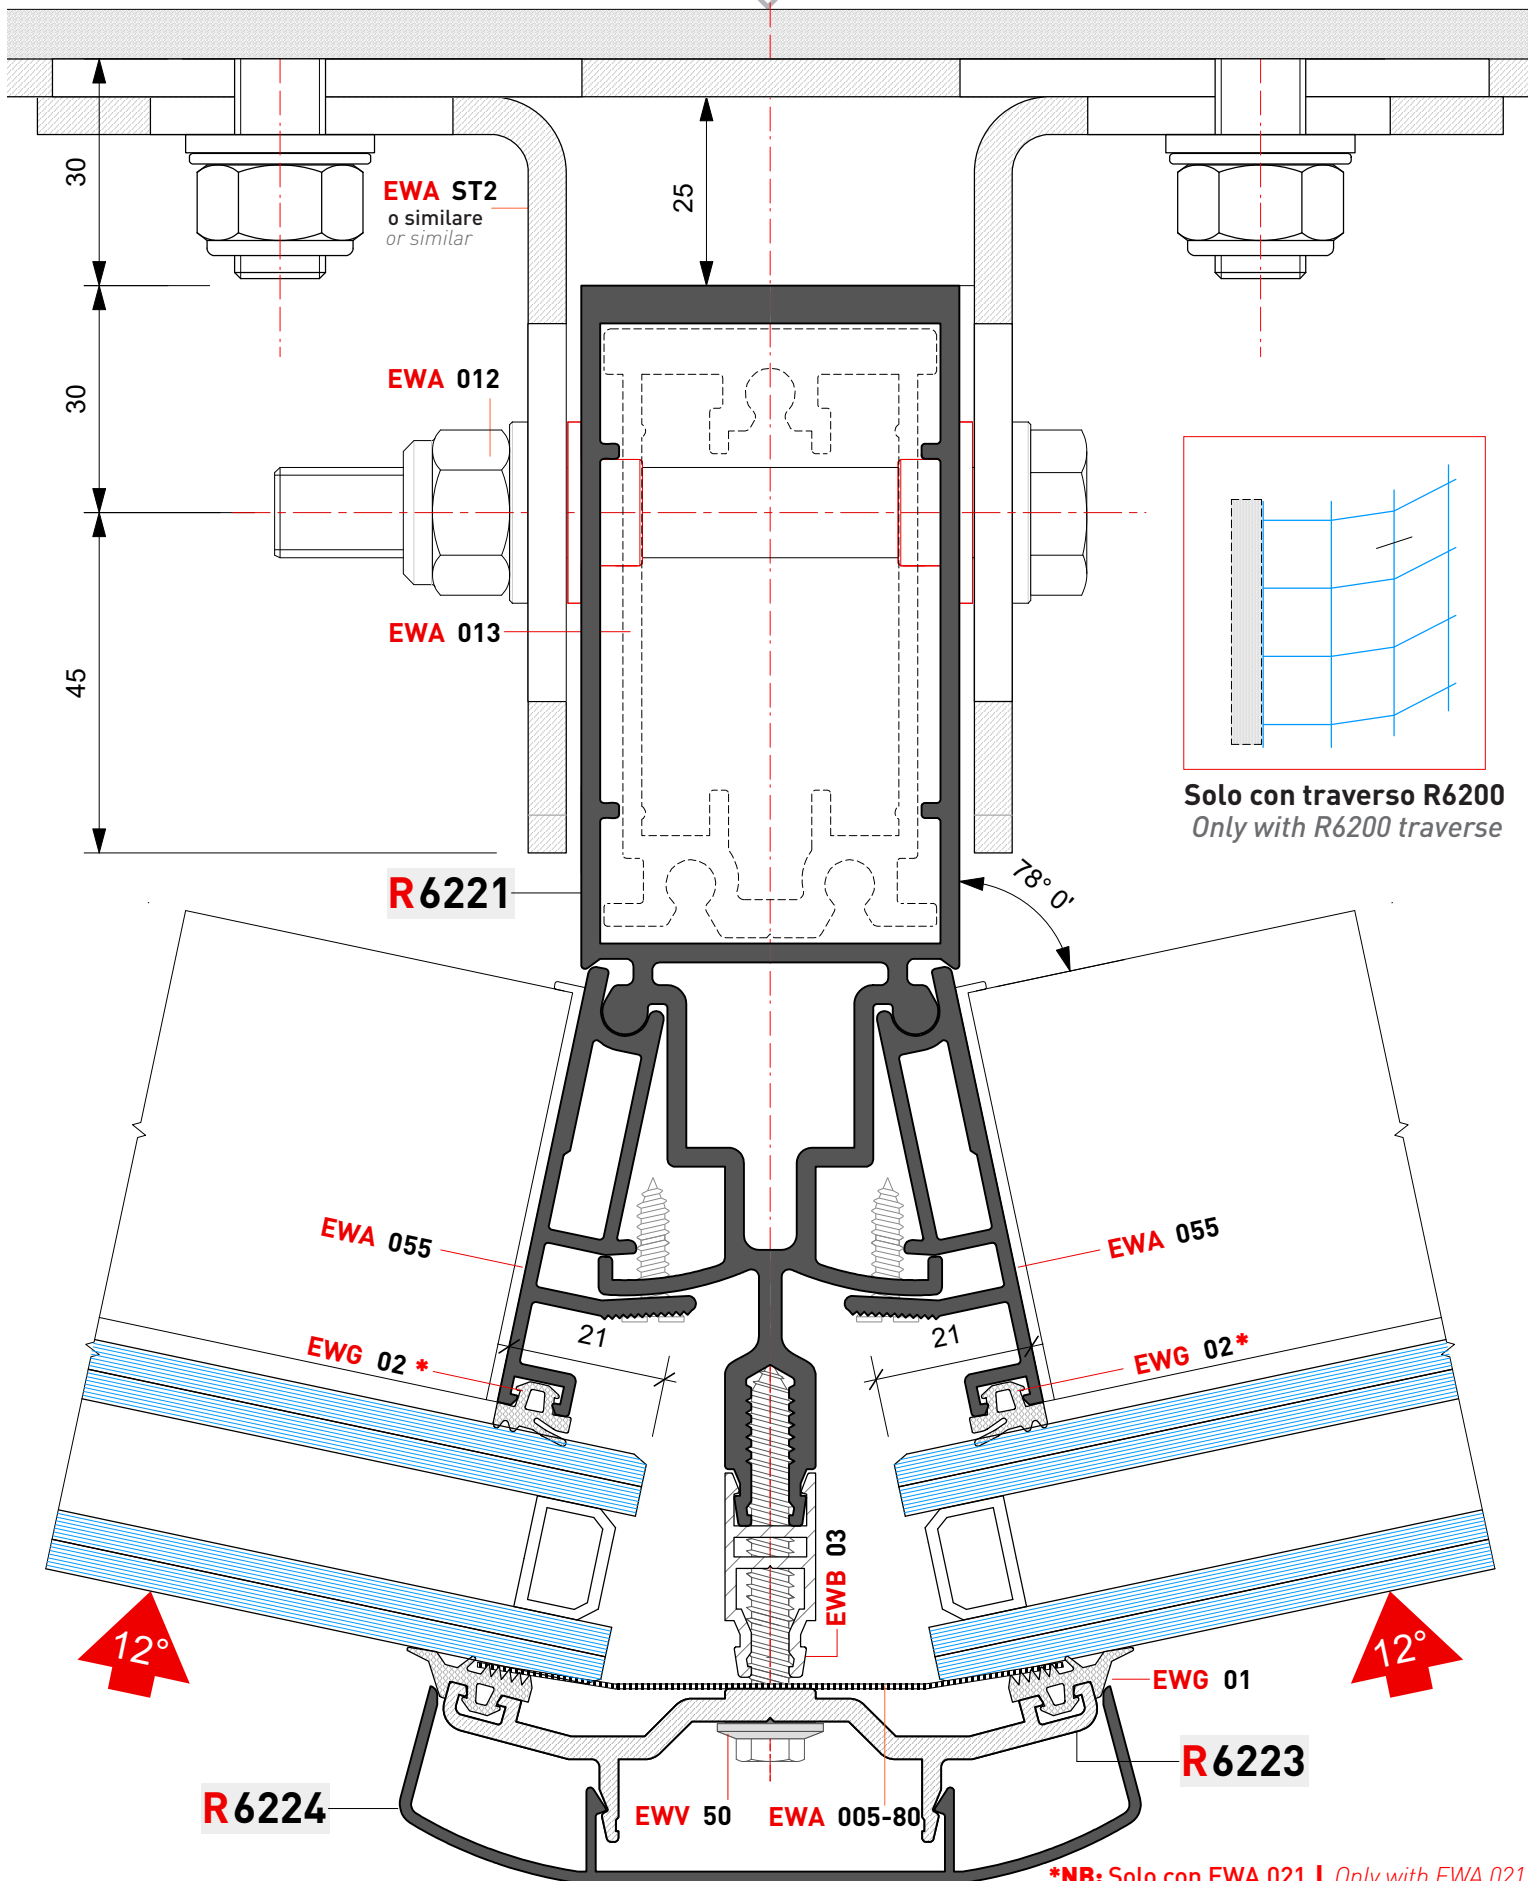 30
25
EWA ST2
o similare
or similar
30
EWA 012
EWA 013
45
Solo con traverso R6200
Only with R6200 traverse
R6221
78° 0'
EWA 055
EWA 055
21
21
EWG 02 *
EWG 02*
EWB 03
12°
12°
EWG 01
R6223
R6224
EWV 50
EWA 005-80
*NB: Solo con EWA 021 | Only with EWA 021